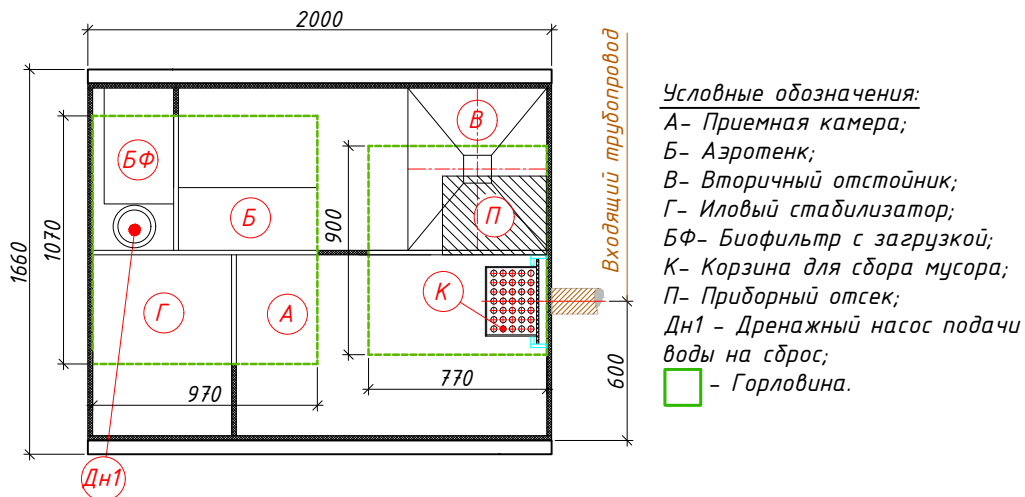 2000
1660
1070
900
970
770
600
Входящий трубопровод
БФ
Б
В
П
К
Г
А
Дн1
Условные обозначения:
А- Приемная камера;
Б- Аэротенк;
В- Вторичный отстойник;
Г- Иловый стабилизатор;
БФ- Биофильтр с загрузкой;
К- Корзина для сбора мусора;
П- Приборный отсек;
Дн1 - Дренажный насос подачи
воды на сброс;
- Горловина.